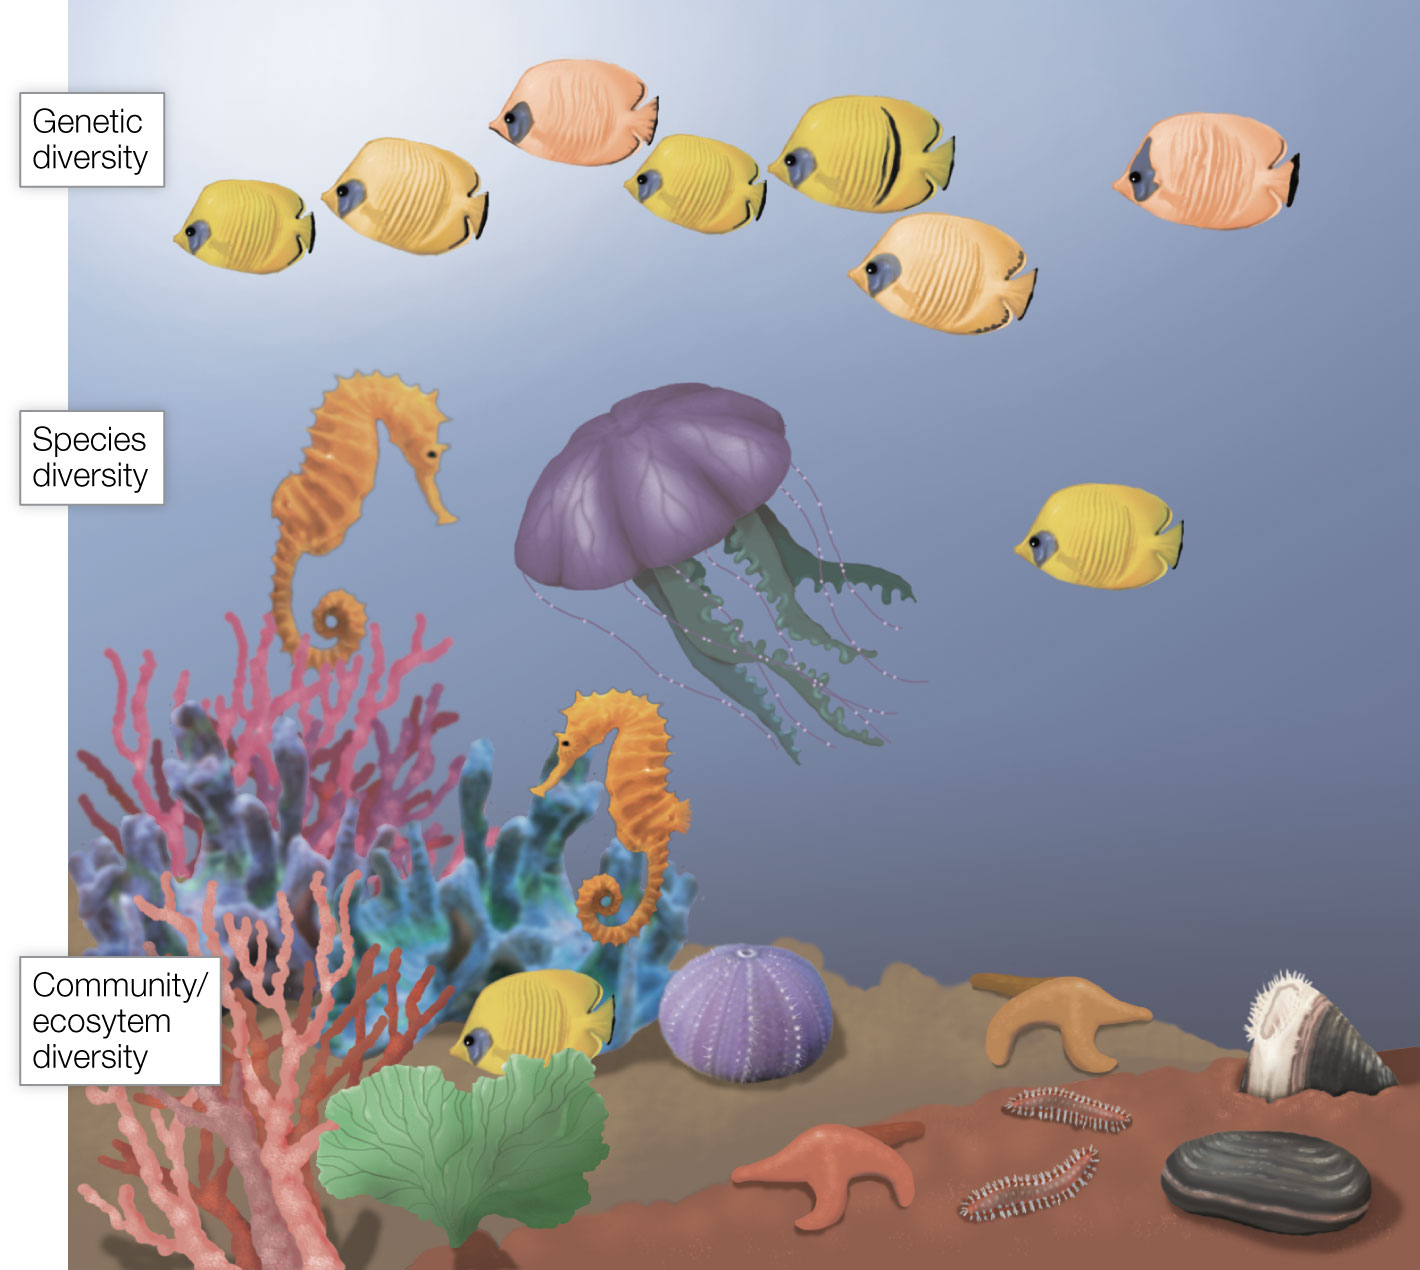 Genetic
diversity
Species
diversity
Community/
ecosytem
diversity